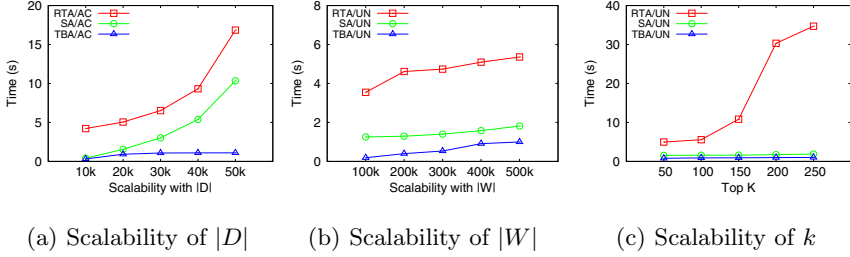 20
15
10
5
0
Time (s)
RTA/AC
SA/AC
TBA/AC
10k 20k 30k 40k 50k
Scalability with |D|
(a) Scalability of |D|
8
6
4
2
0
Time (s)
RTA/UN
SA/UN
TBA/UN
100k 200k 300k 400k 500k
Scalability with |W|
(b) Scalability of |W|
40
30
20
10
0
Time (s)
RTA/UN
SA/UN
TBA/UN
50 100 150 200 250
Top K
(c) Scalability of k